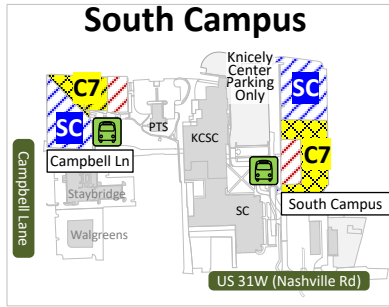 South Campus
Knicely
Center
Parking
Only
C7
SC
SC
PTS
KCSC
C7
Campbell Ln
Staybridge
Campbell Lane
Walgreens
SC
South Campus
US 31W (Nashville Rd)